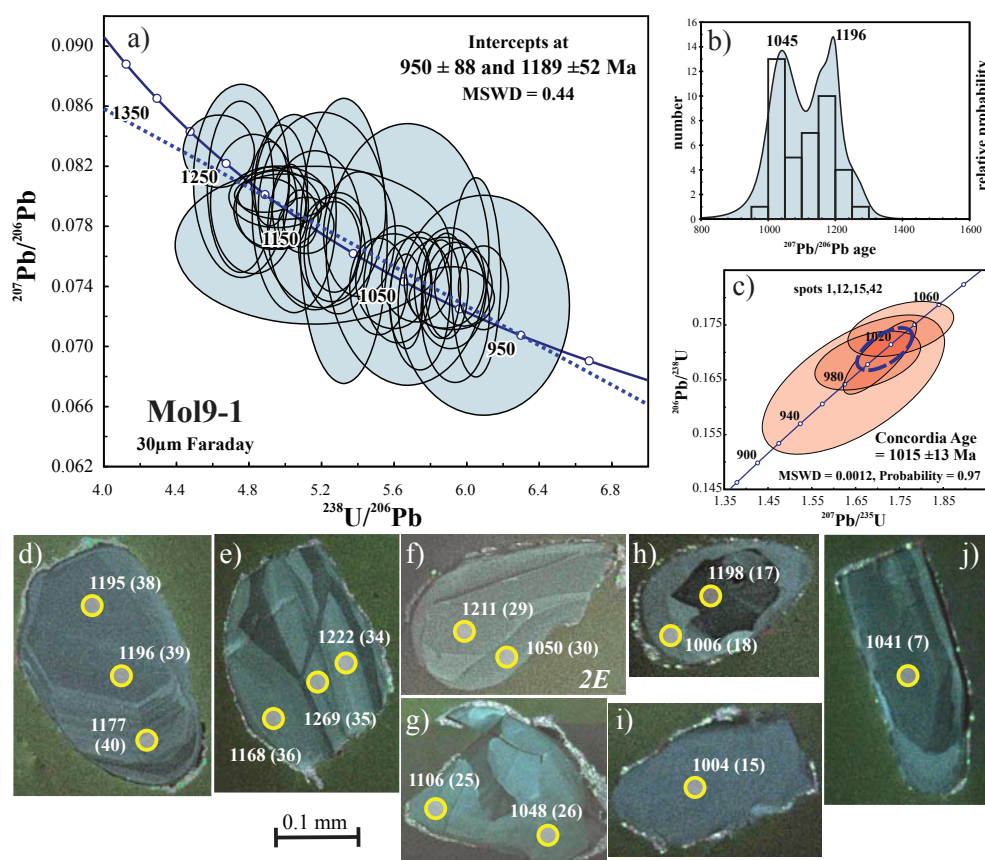 a)
Intercepts at
950 ± 88 and 1189 ±52 Ma
MSWD = 0.44
0.090
0.086
0.082
0.078
0.074
0.070
0.066
0.062
²⁰⁷Pb/²⁰⁶Pb
1350
1250
1150
1050
950
Mol9-1
30µm Faraday
4.0 4.4 4.8 5.2 5.6 6.0 6.4 6.8
²³⁸U/²⁰⁶Pb
b)
1045 1196
16
14
12
10
8
6
4
2
0
number
relative probability
800 1000 1200 1400 1600
²⁰⁷Pb/²⁰⁶Pb age
c)
spots 1,12,15,42
1060
1020
980
940
900
0.175
0.165
0.155
0.145
²⁰⁶Pb/²³⁸U
Concordia Age
= 1015 ±13 Ma
MSWD = 0.0012, Probability = 0.97
1.35 1.45 1.55 1.65 1.75 1.85
²⁰⁷Pb/²³⁵U
d)
1195 (38)
1196 (39)
1177
(40)
e)
1222 (34)
1269 (35)
1168 (36)
0.1 mm
f)
1211 (29)
1050 (30)
2E
g)
1106 (25)
1048 (26)
h)
1198 (17)
1006 (18)
i)
1004 (15)
j)
1041 (7)